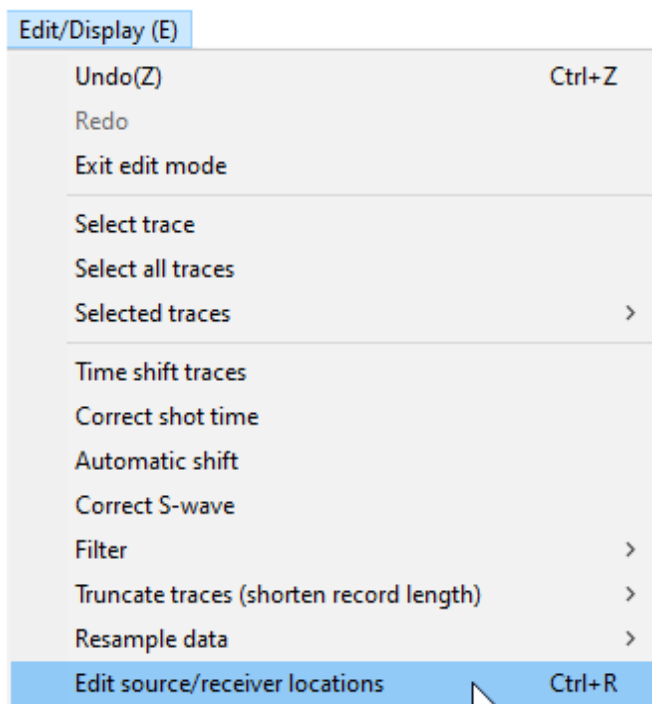 Edit/Display (E)
Undo(Z) Ctrl+Z
Redo
Exit edit mode
Select trace
Select all traces
Selected traces
Time shift traces
Correct shot time
Automatic shift
Correct S-wave
Filter
Truncate traces (shorten record length)
Resample data
Edit source/receiver locations Ctrl+R